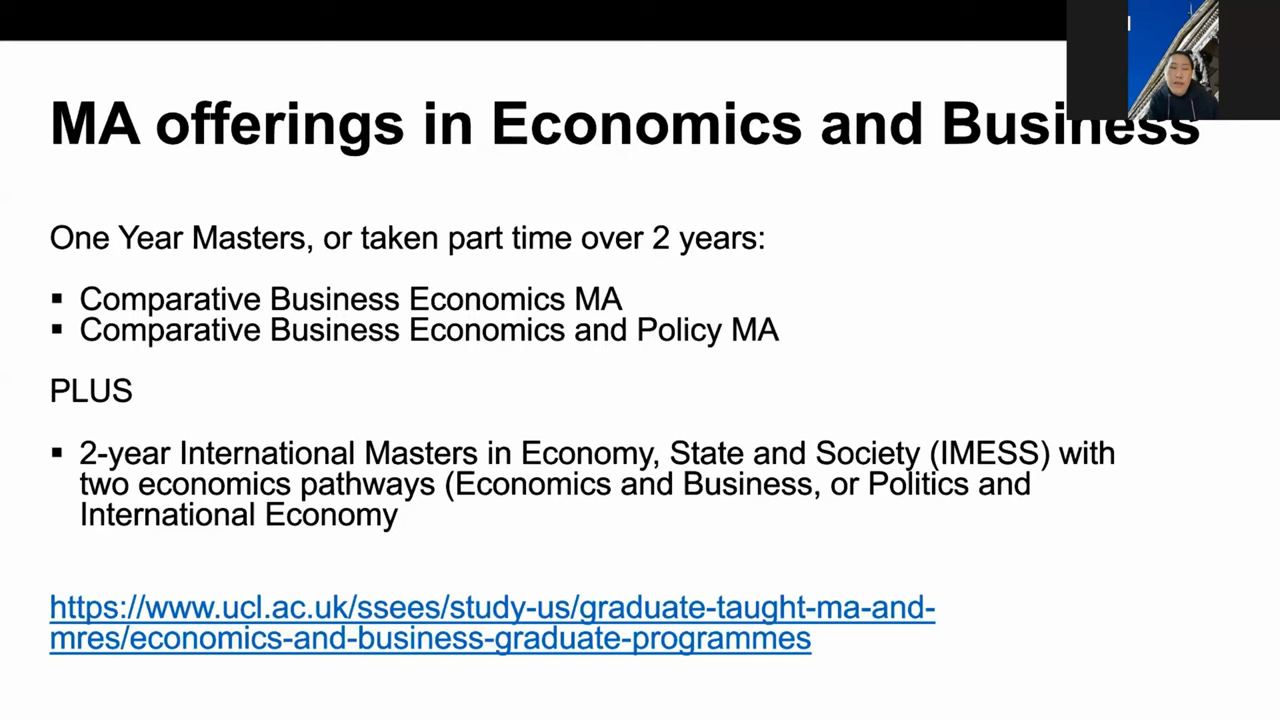 MA offerings in Economics and Business
One Year Masters, or taken part time over 2 years:
▪ Comparative Business Economics MA
▪ Comparative Business Economics and Policy MA
PLUS
▪ 2-year International Masters in Economy, State and Society (IMESS) with
two economics pathways (Economics and Business, or Politics and
International Economy
https://www.ucl.ac.uk/ssees/study-us/graduate-taught-ma-and-
mres/economics-and-business-graduate-programmes